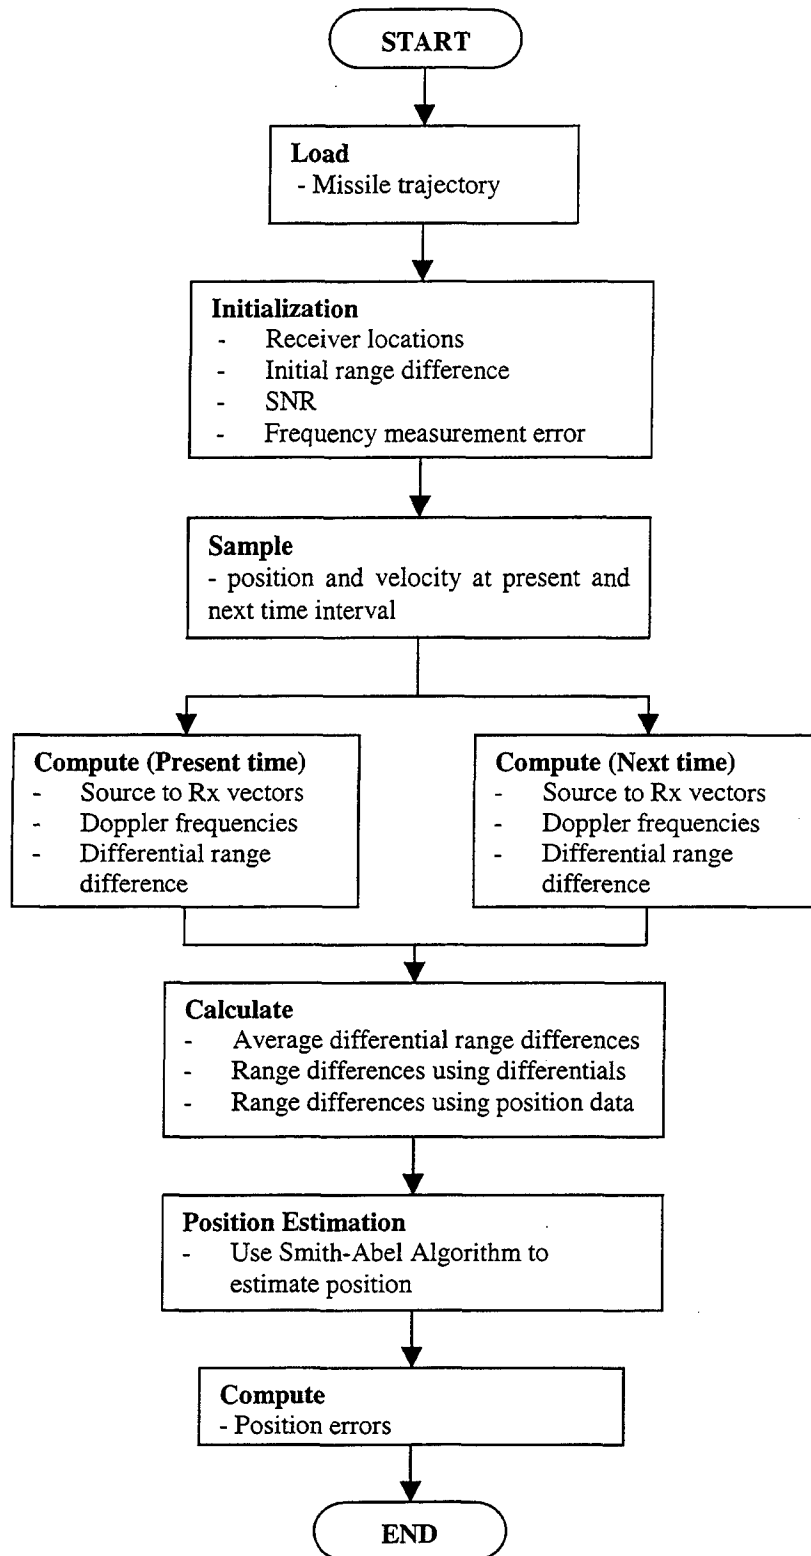 START
Load
- Missile trajectory
Initialization
- Receiver locations
- Initial range difference
- SNR
- Frequency measurement error
Sample
- position and velocity at present and
next time interval
Compute (Present time)
- Source to Rx vectors
- Doppler frequencies
- Differential range
difference
Compute (Next time)
- Source to Rx vectors
- Doppler frequencies
- Differential range
difference
Calculate
- Average differential range differences
- Range differences using differentials
- Range differences using position data
Position Estimation
- Use Smith-Abel Algorithm to
estimate position
Compute
- Position errors
END